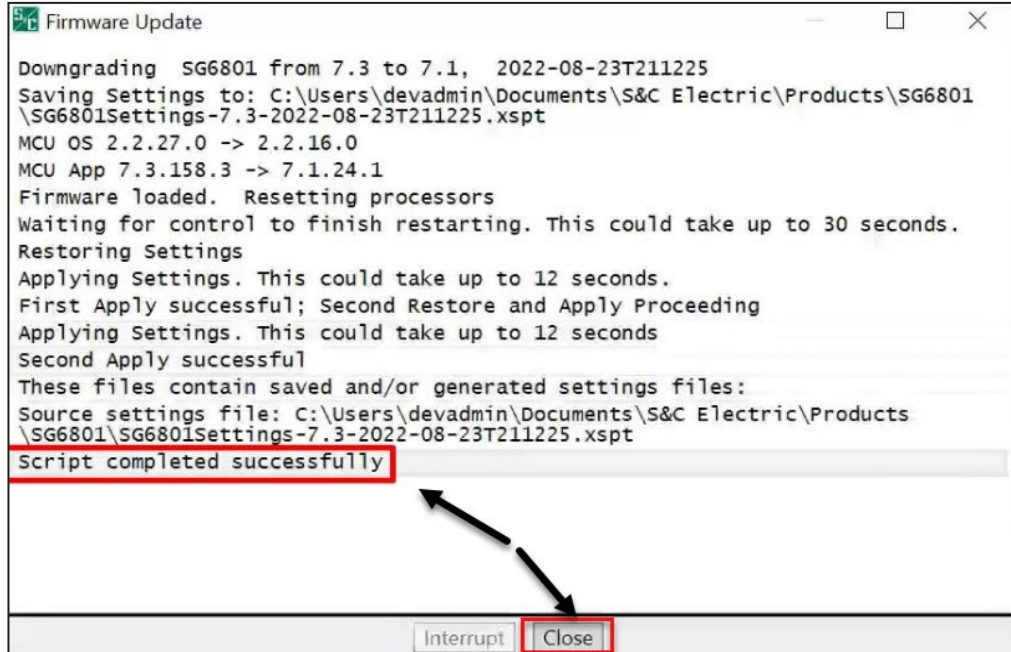 S/C Firmware Update
Downgrading SG6801 from 7.3 to 7.1, 2022-08-23T211225
Saving Settings to: C:\Users\devadmin\Documents\S&C Electric\Products\SG6801
\SG6801Settings-7.3-2022-08-23T211225.xspt
MCU OS 2.2.27.0 -> 2.2.16.0
MCU App 7.3.158.3 -> 7.1.24.1
Firmware loaded. Resetting processors
Waiting for control to finish restarting. This could take up to 30 seconds.
Restoring Settings
Applying Settings. This could take up to 12 seconds.
First Apply successful; Second Restore and Apply Proceeding
Applying Settings. This could take up to 12 seconds
Second Apply successful
These files contain saved and/or generated settings files:
Source settings file: C:\Users\devadmin\Documents\S&C Electric\Products
\SG6801\SG6801Settings-7.3-2022-08-23T211225.xspt
Script completed successfully
Interrupt Close